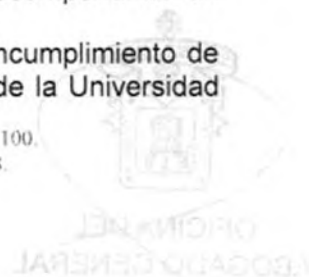 ncumplimiento de
de la Universidad
100.
OFICINA DEL
ABOGADO GENERAL